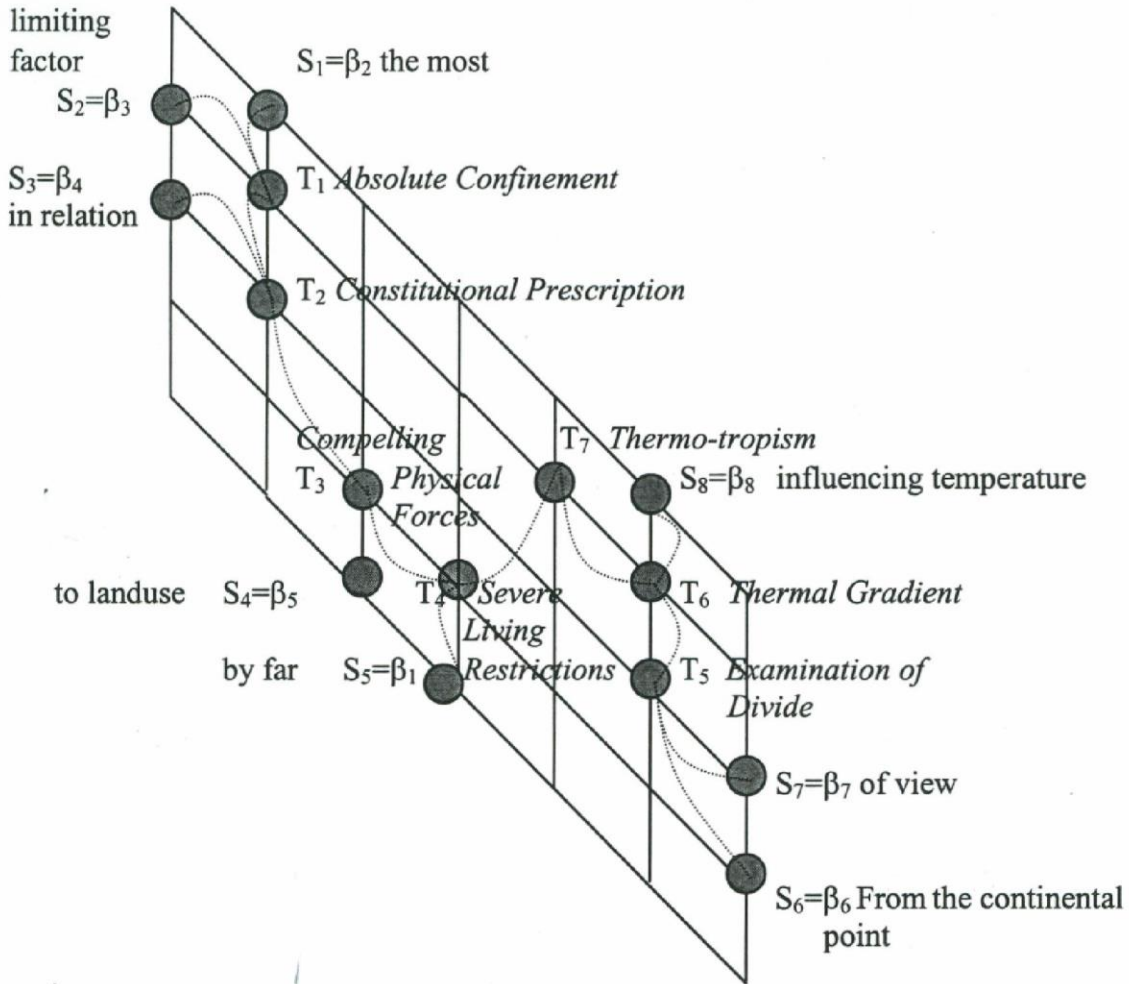 limiting
factor
S₁=β₂ the most
S₂=β₃
T₁ Absolute Confinement
S₃=β₄
in relation
T₂ Constitutional Prescription
Compelling
T₃ Physical
Forces
T₇ Thermo-tropism
S₈=β₈ influencing temperature
to landuse S₄=β₅
T₄ Severe
Living
Restrictions
T₆ Thermal Gradient
by far S₅=β₁
T₅ Examination of
Divide
S₇=β₇ of view
S₆=β₆ From the continental
point